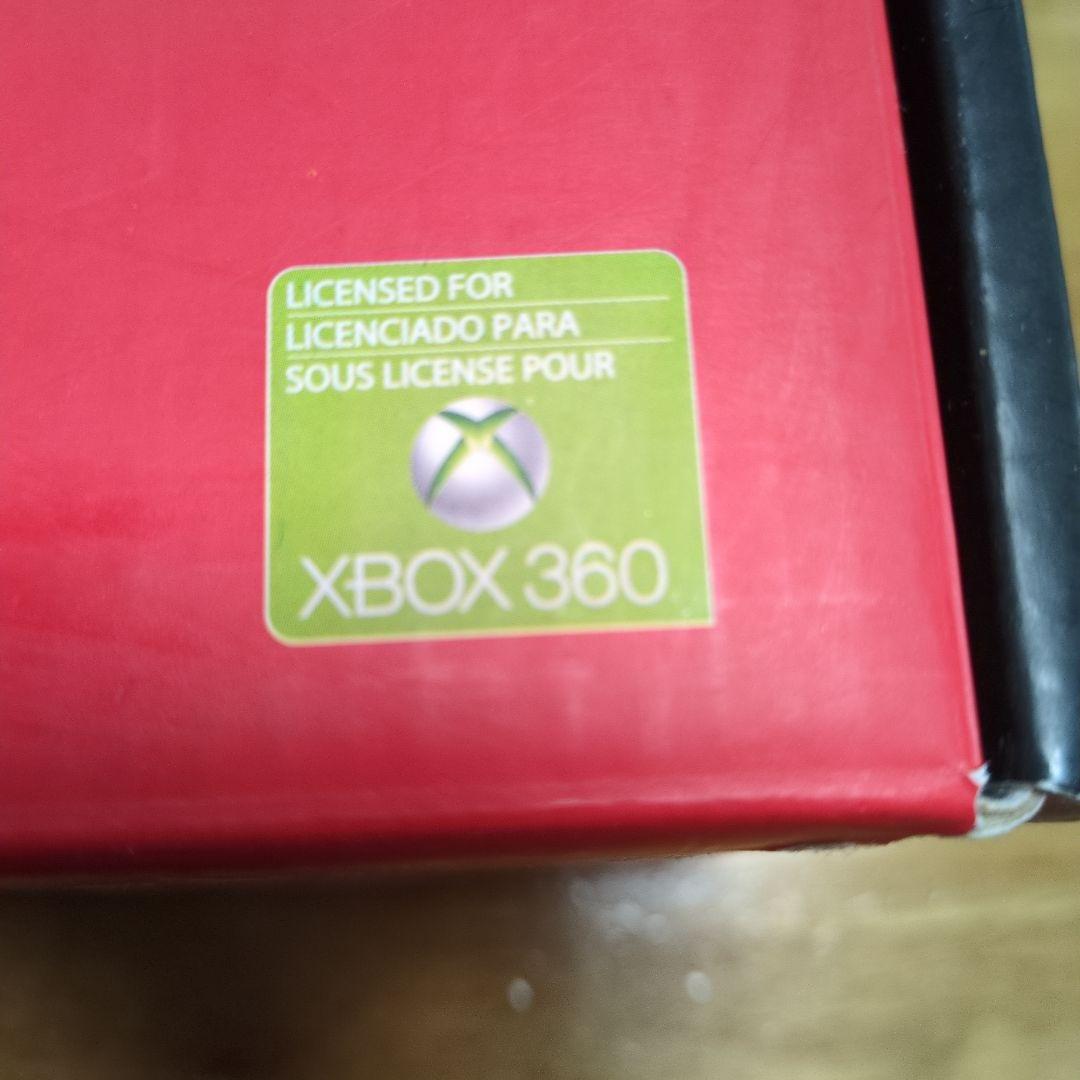 LICENSED FOR
LICENCIADO PARA
SOUS LICENSE POUR
XBOX 360